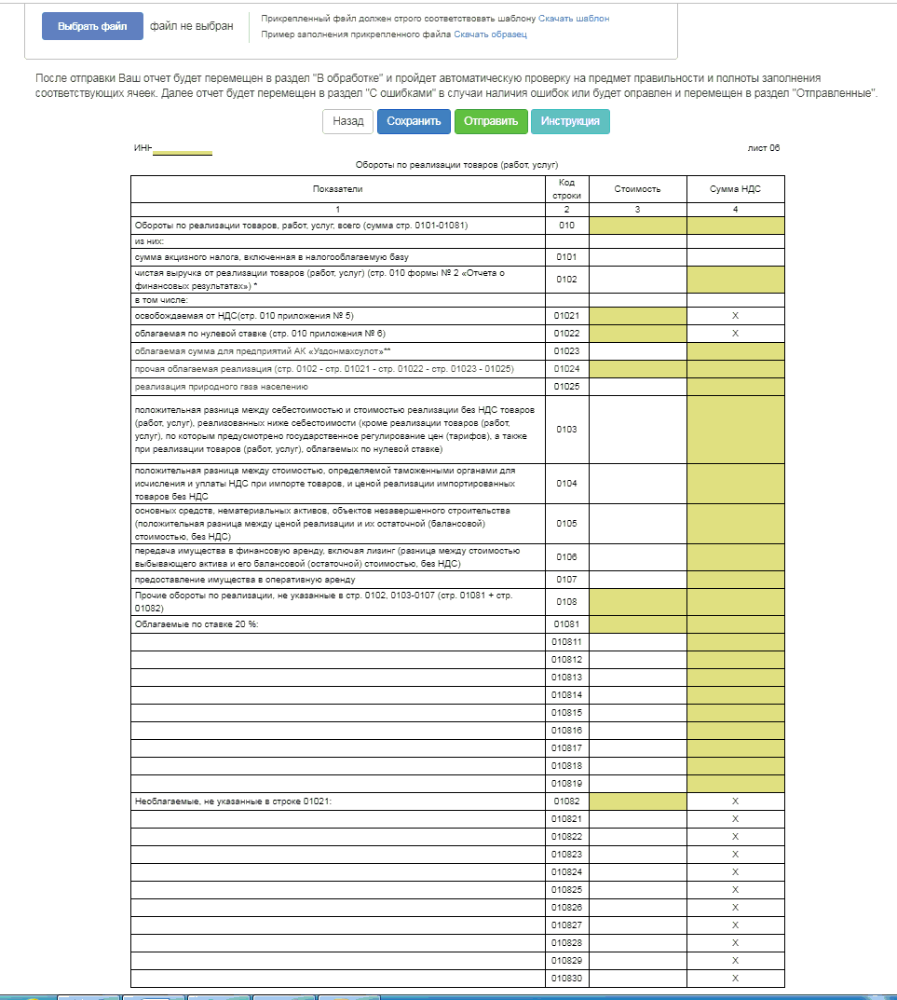 Выбрать файл файл не выбран
Прикрепленный файл должен строго соответствовать шаблону Скачать шаблон
Пример заполнения прикрепленного файла Скачать образец
После отправки Ваш отчет будет перемещен в раздел "В обработке" и пройдет автоматическую проверку на предмет правильности и полноты заполнения
соответствующих ячеек. Далее отчет будет перемещен в раздел "С ошибками" в случаи наличия ошибок или будет оправлен и перемещен в раздел "Отправленные".
Назад Сохранить Отправить Инструкция
ИНН лист 06
Обороты по реализации товаров (работ, услуг)
Показатели Код строки Стоимость Сумма НДС
1 2 3 4
Обороты по реализации товаров, работ, услуг, всего (сумма стр. 0101-01081) 010
из них:
сумма акцизного налога, включенная в налогооблагаемую базу 0101
чистая выручка от реализации товаров (работ, услуг) (стр. 010 формы № 2 «Отчета о
финансовых результатах») * 0102
в том числе:
освобождаемая от НДС(стр. 010 приложения № 5) 01021 X
облагаемая по нулевой ставке (стр. 010 приложения № 6) 01022 X
облагаемая сумма для предприятий АК «Уздонмахсулот»** 01023
прочая облагаемая реализация (стр. 0102 - стр. 01021 - стр. 01022 - стр. 01023 - 01025) 01024
реализация природного газа населению 01025
положительная разница между себестоимостью и стоимостью реализации без НДС товаров
(работ, услуг), реализованных ниже себестоимости (кроме реализации товаров (работ,
услуг), по которым предусмотрено государственное регулирование цен (тарифов), а также
при реализации товаров (работ, услуг), облагаемых по нулевой ставке) 0103
положительная разница между стоимостью, определяемой таможенными органами для
исчисления и уплаты НДС при импорте товаров, и ценой реализации импортированных
товаров без НДС 0104
основных средств, нематериальных активов, объектов незавершенного строительства
(положительная разница между ценой реализации и их остаточной (балансовой)
стоимостью, без НДС) 0105
передача имущества в финансовую аренду, включая лизинг (разница между стоимостью
выбывающего актива и его балансовой (остаточной) стоимостью, без НДС) 0106
предоставление имущества в оперативную аренду 0107
Прочие обороты по реализации, не указанные в стр. 0102, 0103-0107 (стр. 01081 + стр.
01082) 0108
Облагаемые по ставке 20 %: 01081
010811
010812
010813
010814
010815
010816
010817
010818
010819
Необлагаемые, не указанные в строке 01021: 01082 X
010821 X
010822 X
010823 X
010824 X
010825 X
010826 X
010827 X
010828 X
010829 X
010830 X